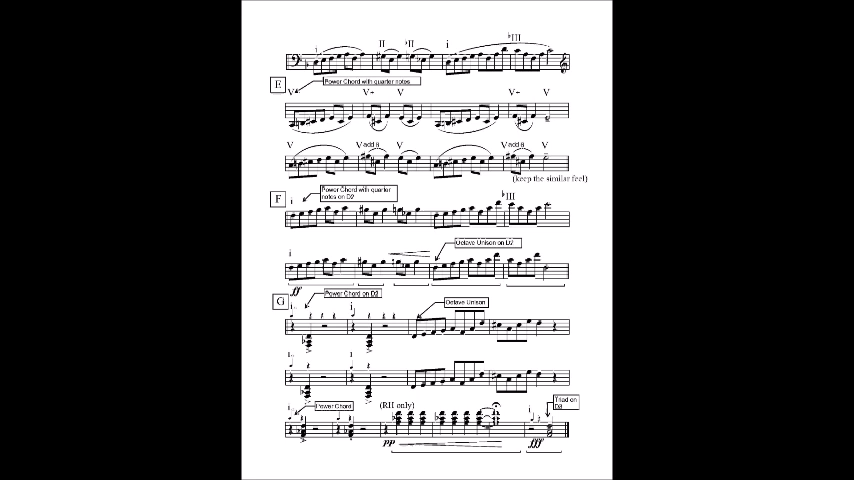 i II ♭II i ♭III
E
Power Chord with quarter notes
V V+ V V V+ V
V V add 6 V V V add 6 V
(keep the similar feel)
F
i
Power Chord with quarter
notes on D2
♭III
i
Octave Unison on D2
ff
G
Power Chord on D2
Octave Unison
i.. i
i.. i
i..
Power Chord
(RH only)
i
Triad on
D3
pp fff